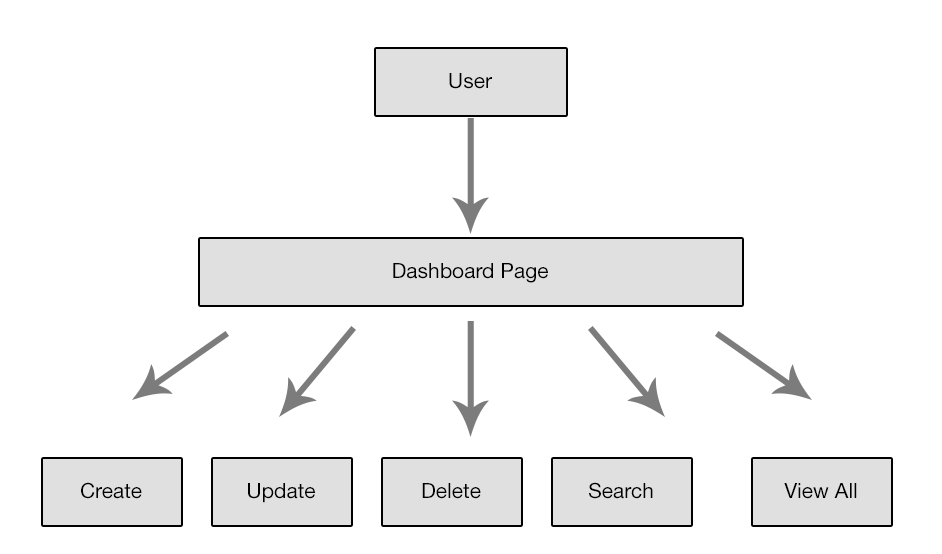 User
Dashboard Page
Create
Update
Delete
Search
View All